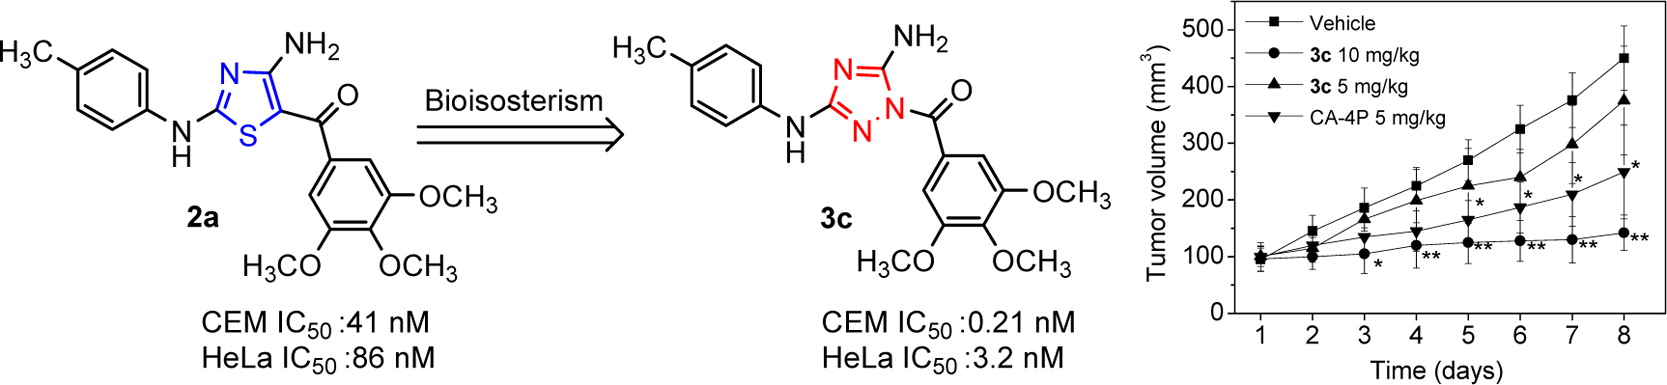 H₃C
NH₂
N
N
H
S
O
OCH₃
OCH₃
H₃CO
2a
CEM IC₅₀ :41 nM
HeLa IC₅₀ :86 nM
Bioisosterism
H₃C
NH₂
N
N
N
N
H
O
OCH₃
OCH₃
H₃CO
3c
CEM IC₅₀ :0.21 nM
HeLa IC₅₀ :3.2 nM
Tumor volume (mm³)
500
400
300
200
100
0
Vehicle
3c 10 mg/kg
3c 5 mg/kg
CA-4P 5 mg/kg
*
**
*
**
*
**
*
**
*
**
1 2 3 4 5 6 7 8
Time (days)